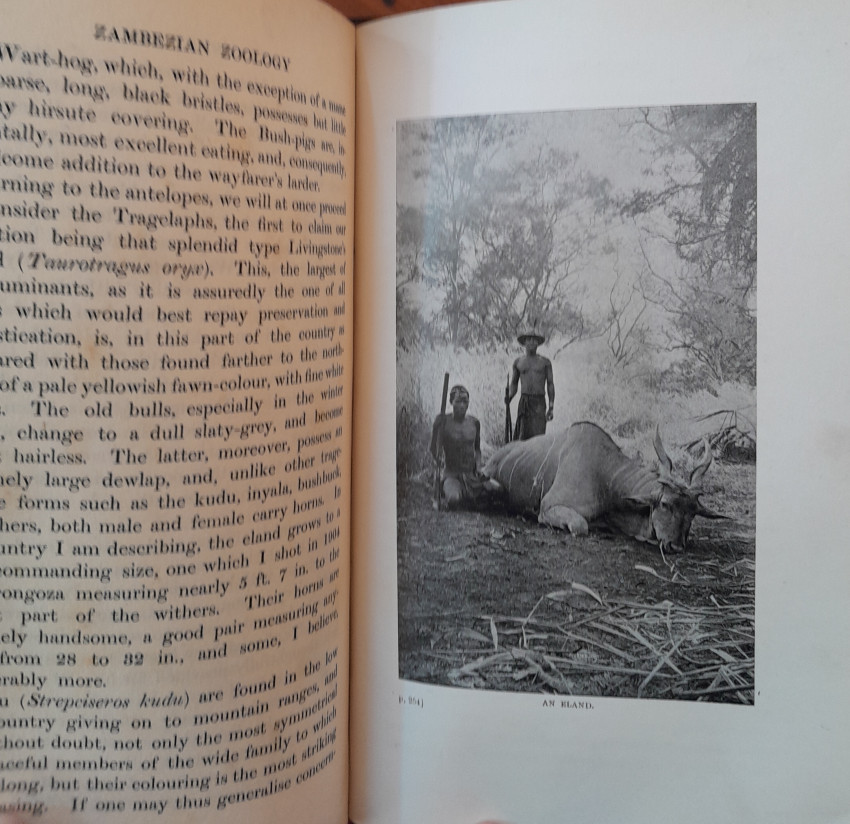 ZAMBEZIAN ZOOLOGY
Wart-hog, which, with the exception of a mane
oarse, long, black bristles, possesses but little
ny hirsute covering. The Bush-pigs are, in-
tally, most excellent eating, and, consequently,
come addition to the wayfarer's larder.
rning to the antelopes, we will at once proceed
nsider the Tragelaphs, the first to claim our
tion being that splendid type Livingstone's
d (Taurotragus oryx). This, the largest of
uminants, as it is assuredly the one of all
s which would best repay preservation and
stication, is, in this part of the country as
ared with those found farther to the north-
of a pale yellowish fawn-colour, with fine white
s. The old bulls, especially in the winter
, change to a dull slaty-grey, and become
t hairless. The latter, moreover, possess an
nely large dewlap, and, unlike other trage-
e forms such as the kudu, inyala, bushbuck
hers, both male and female carry horns. In
untry I am describing, the eland grows to a
commanding size, one which I shot in 1904
rongoza measuring nearly 5 ft. 7 in. to the
t part of the withers. Their horns are
ely handsome, a good pair measuring any-
from 28 to 32 in., and some, I believe,
erably more.
u (Strepciseros kudu) are found in the low
ountry giving on to mountain ranges, and
thout doubt, not only the most symmetrical
aceful members of the wide family to which
long, but their colouring is the most striking
asing. If one may thus generalise concern-
AN ELAND.
p. 254]